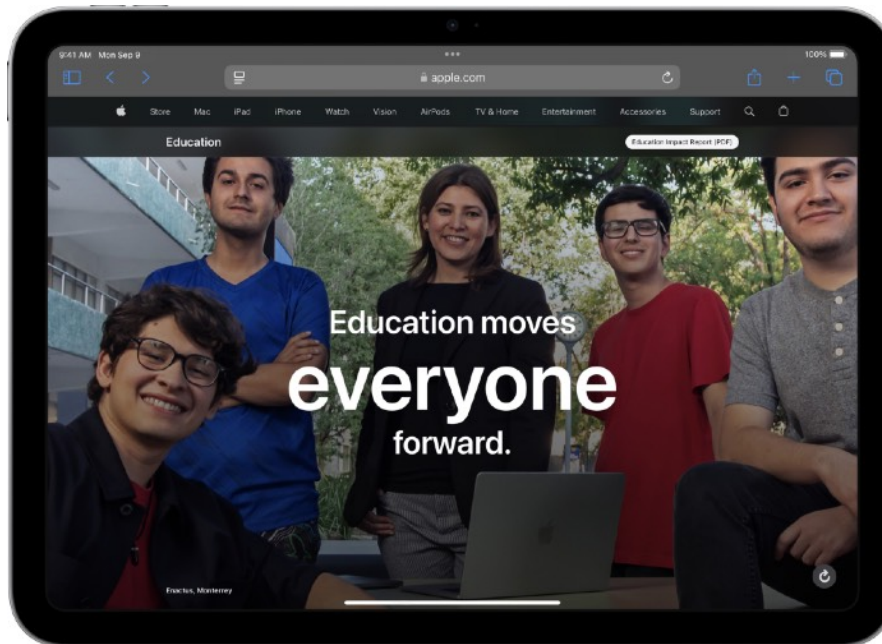 9:41 AM Mon Sep 9
100%
apple.com
Store Mac iPad iPhone Watch Vision AirPods TV & Home Entertainment Accessories Support
Education
Education Impact Report (PDF)
Education moves
everyone
forward.
Enactus, Monterrey